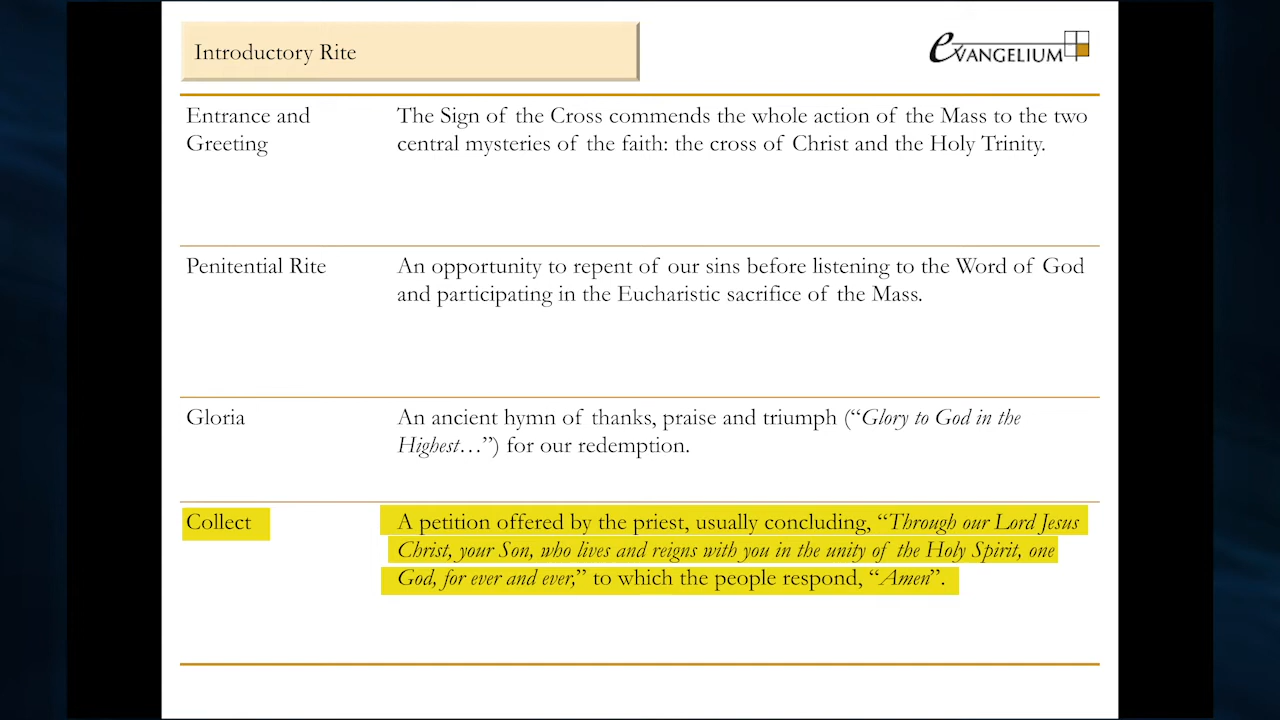 Introductory Rite
evangelium
Entrance and
Greeting
The Sign of the Cross commends the whole action of the Mass to the two
central mysteries of the faith: the cross of Christ and the Holy Trinity.
Penitential Rite
An opportunity to repent of our sins before listening to the Word of God
and participating in the Eucharistic sacrifice of the Mass.
Gloria
An ancient hymn of thanks, praise and triumph (“Glory to God in the
Highest…”) for our redemption.
Collect
A petition offered by the priest, usually concluding, “Through our Lord Jesus
Christ, your Son, who lives and reigns with you in the unity of the Holy Spirit, one
God, for ever and ever,” to which the people respond, “Amen”.